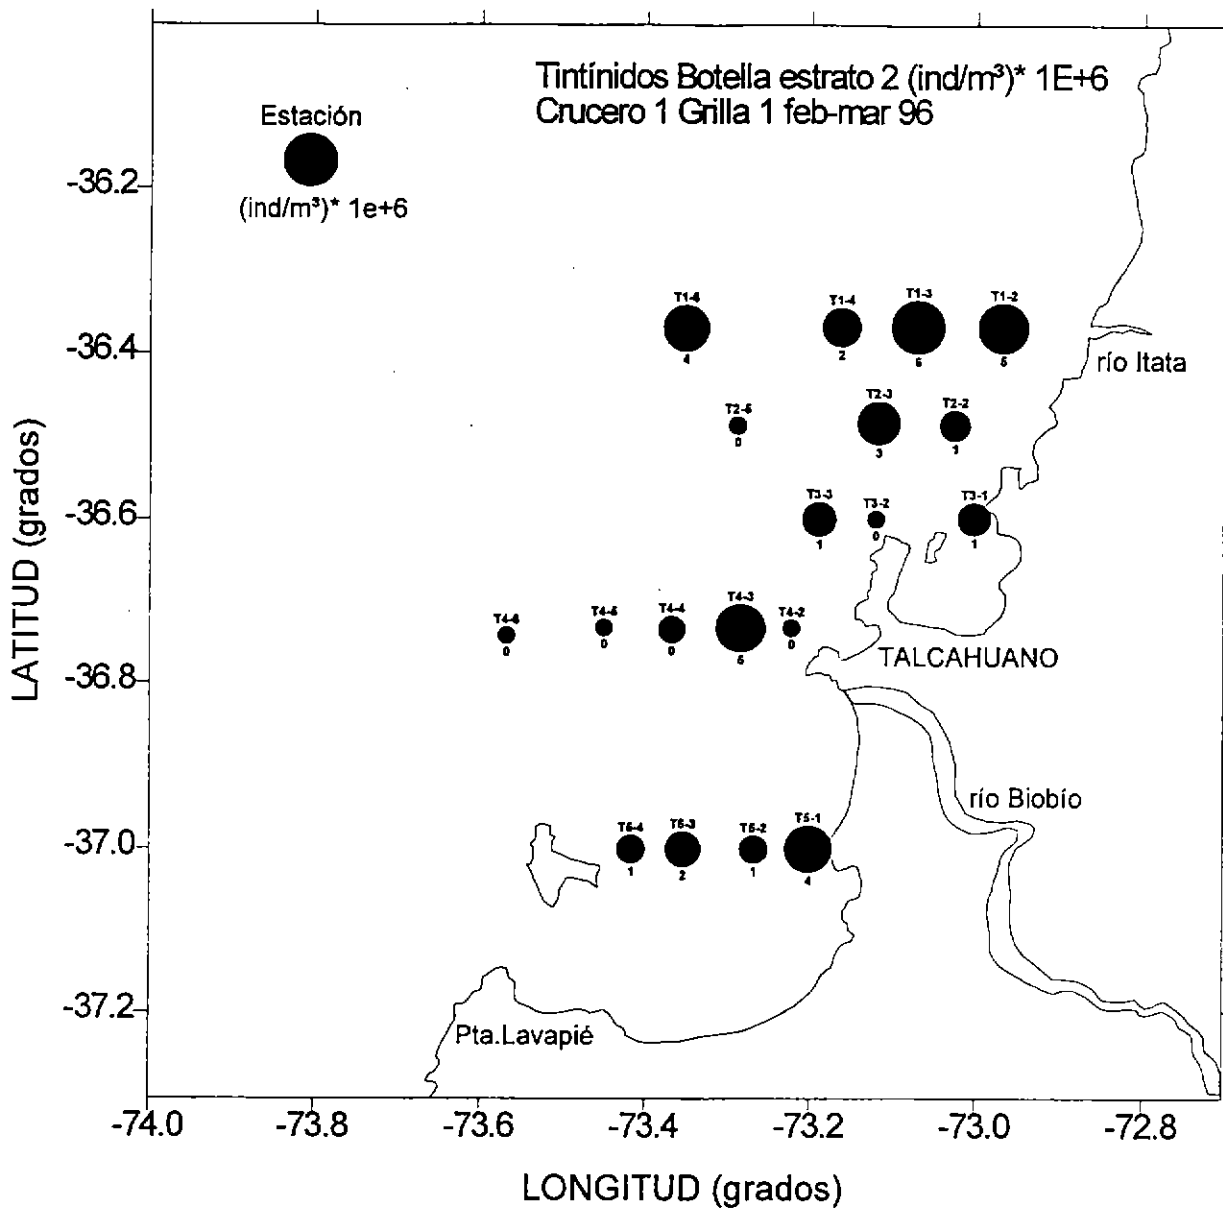 Tintínidos Botella estrato 2 (ind/m³)* 1E+6
Crucero 1 Grilla 1 feb-mar 96
Estación
(ind/m³)* 1e+6
-36.2
T1-3
T1-2
T1-4
4
2
5
-36.4
río Itata
T2-3
T2-2
0
3
1
T3-3
T3-2
T3-1
-36.6
1
0
1
T4-3
T4-4
T4-2
0
0
0
0
TALCAHUANO
-36.8
río Biobío
T5-1
-37.0
1
2
1
4
-37.2
Pta.Lavapié
-74.0
-73.8
-73.6
-73.4
-73.2
-73.0
-72.8
LATITUD (grados)
LONGITUD (grados)